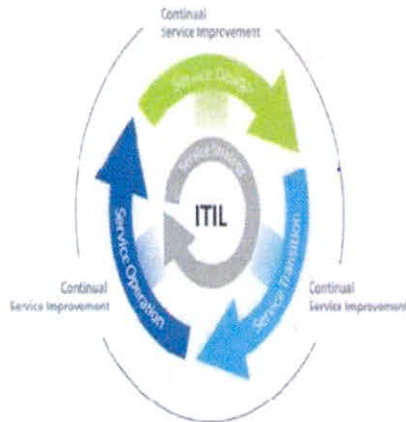 Continual
Service Improvement
Service Design
Service Strategy
ITIL
Service Operation
Service Transition
Continual
Service Improvement
Continual
Service Improvement